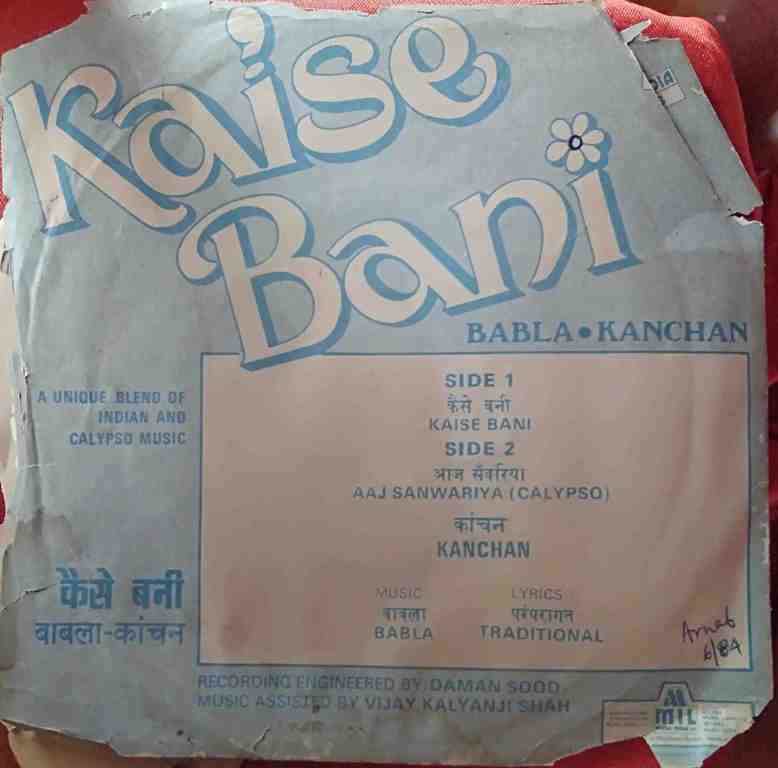 Kaise
Bani
BABLA • KANCHAN
A UNIQUE BLEND OF
INDIAN AND
CALYPSO MUSIC
SIDE 1
कैसे बनी
KAISE BANI
SIDE 2
आज सँवरिया
AAJ SANWARIYA (CALYPSO)
कांचन
KANCHAN
MUSIC
बाबला
BABLA
LYRICS
परंपरागत
TRADITIONAL
कैसे बनी
बाबला-कांचन
Arnab
6/84
RECORDING ENGINEERED BY DAMAN SOOD
MUSIC ASSISTED BY VIJAY KALYANJI SHAH
MIL